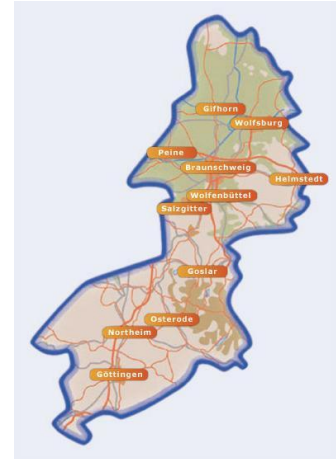 Gifhorn
Wolfsburg
Peine
Braunschweig
Helmstedt
Wolfenbüttel
Salzgitter
Goslar
Osterode
Northeim
Göttingen